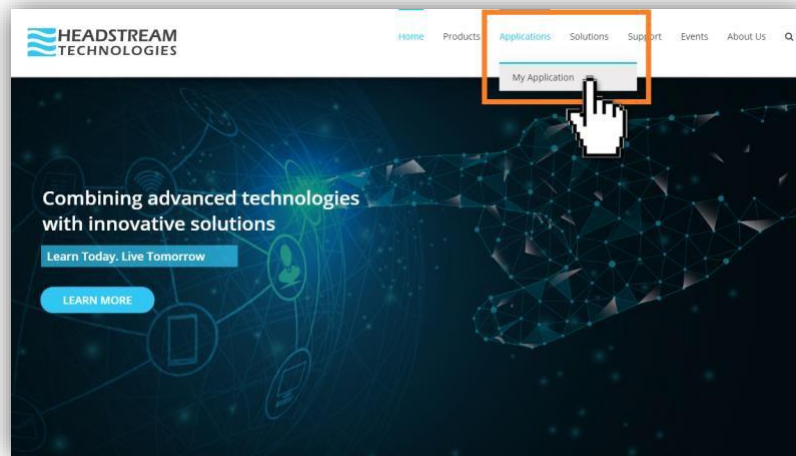 HEADSTREAM
TECHNOLOGIES
Home Products Applications Solutions Support Events About Us
My Application
Combining advanced technologies
with innovative solutions
Learn Today. Live Tomorrow
LEARN MORE